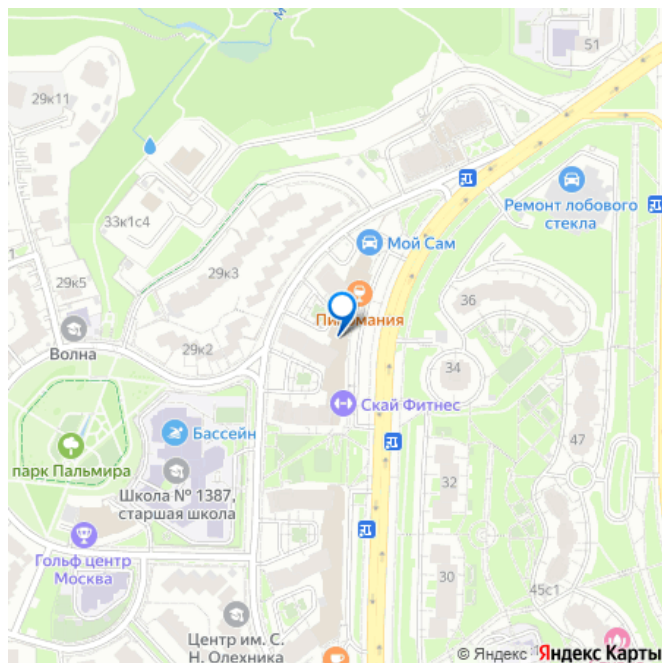 51
29к11
Ремонт лобового
стекла
33к1с4
Мой Сам
29к3
29к5
36
Волна
29к2
34
Скай Фитнес
Бассейн
47
парк Пальмира
Школа № 1387,
старшая школа
32
Гольф центр
Москва
30
45с1
Центр им. С.
Н. Олехника
© Яндекс Яндекс Карты